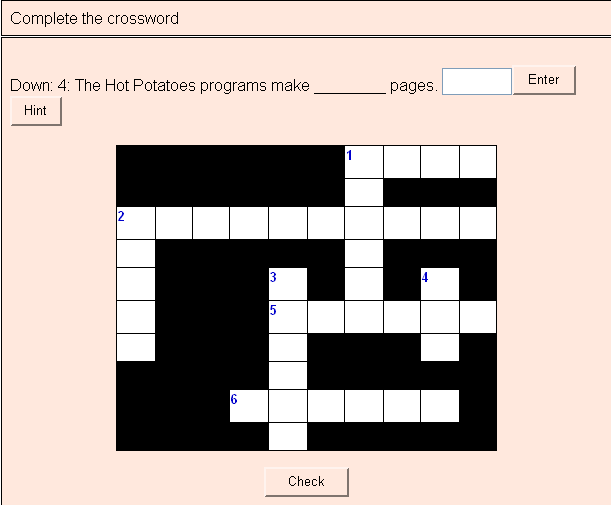 Complete the crossword
Down: 4: The Hot Potatoes programs make _________ pages. Enter
Hint
1
2
3 4
5
6
Check